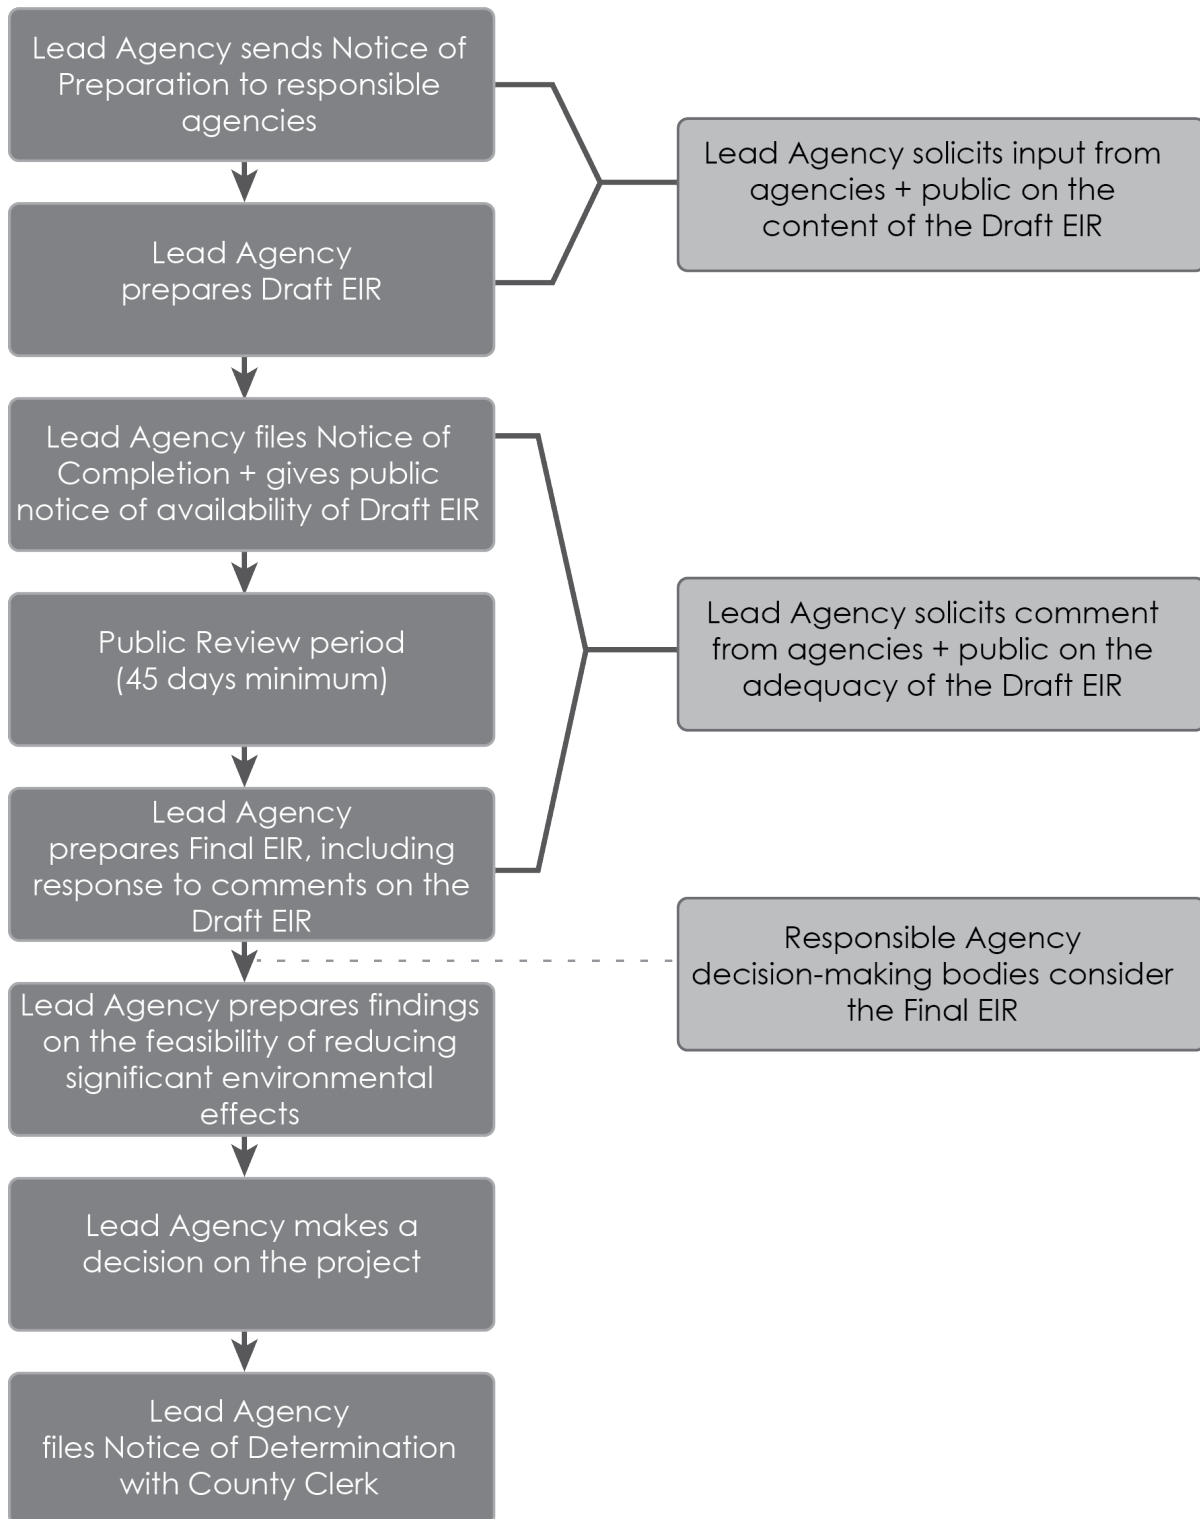 Lead Agency sends Notice of
Preparation to responsible
agencies
Lead Agency solicits input from
agencies + public on the
content of the Draft EIR
Lead Agency
prepares Draft EIR
Lead Agency files Notice of
Completion + gives public
notice of availability of Draft EIR
Public Review period
(45 days minimum)
Lead Agency solicits comment
from agencies + public on the
adequacy of the Draft EIR
Lead Agency
prepares Final EIR, including
response to comments on the
Draft EIR
Responsible Agency
decision-making bodies consider
the Final EIR
Lead Agency prepares findings
on the feasibility of reducing
significant environmental
effects
Lead Agency makes a
decision on the project
Lead Agency
files Notice of Determination
with County Clerk